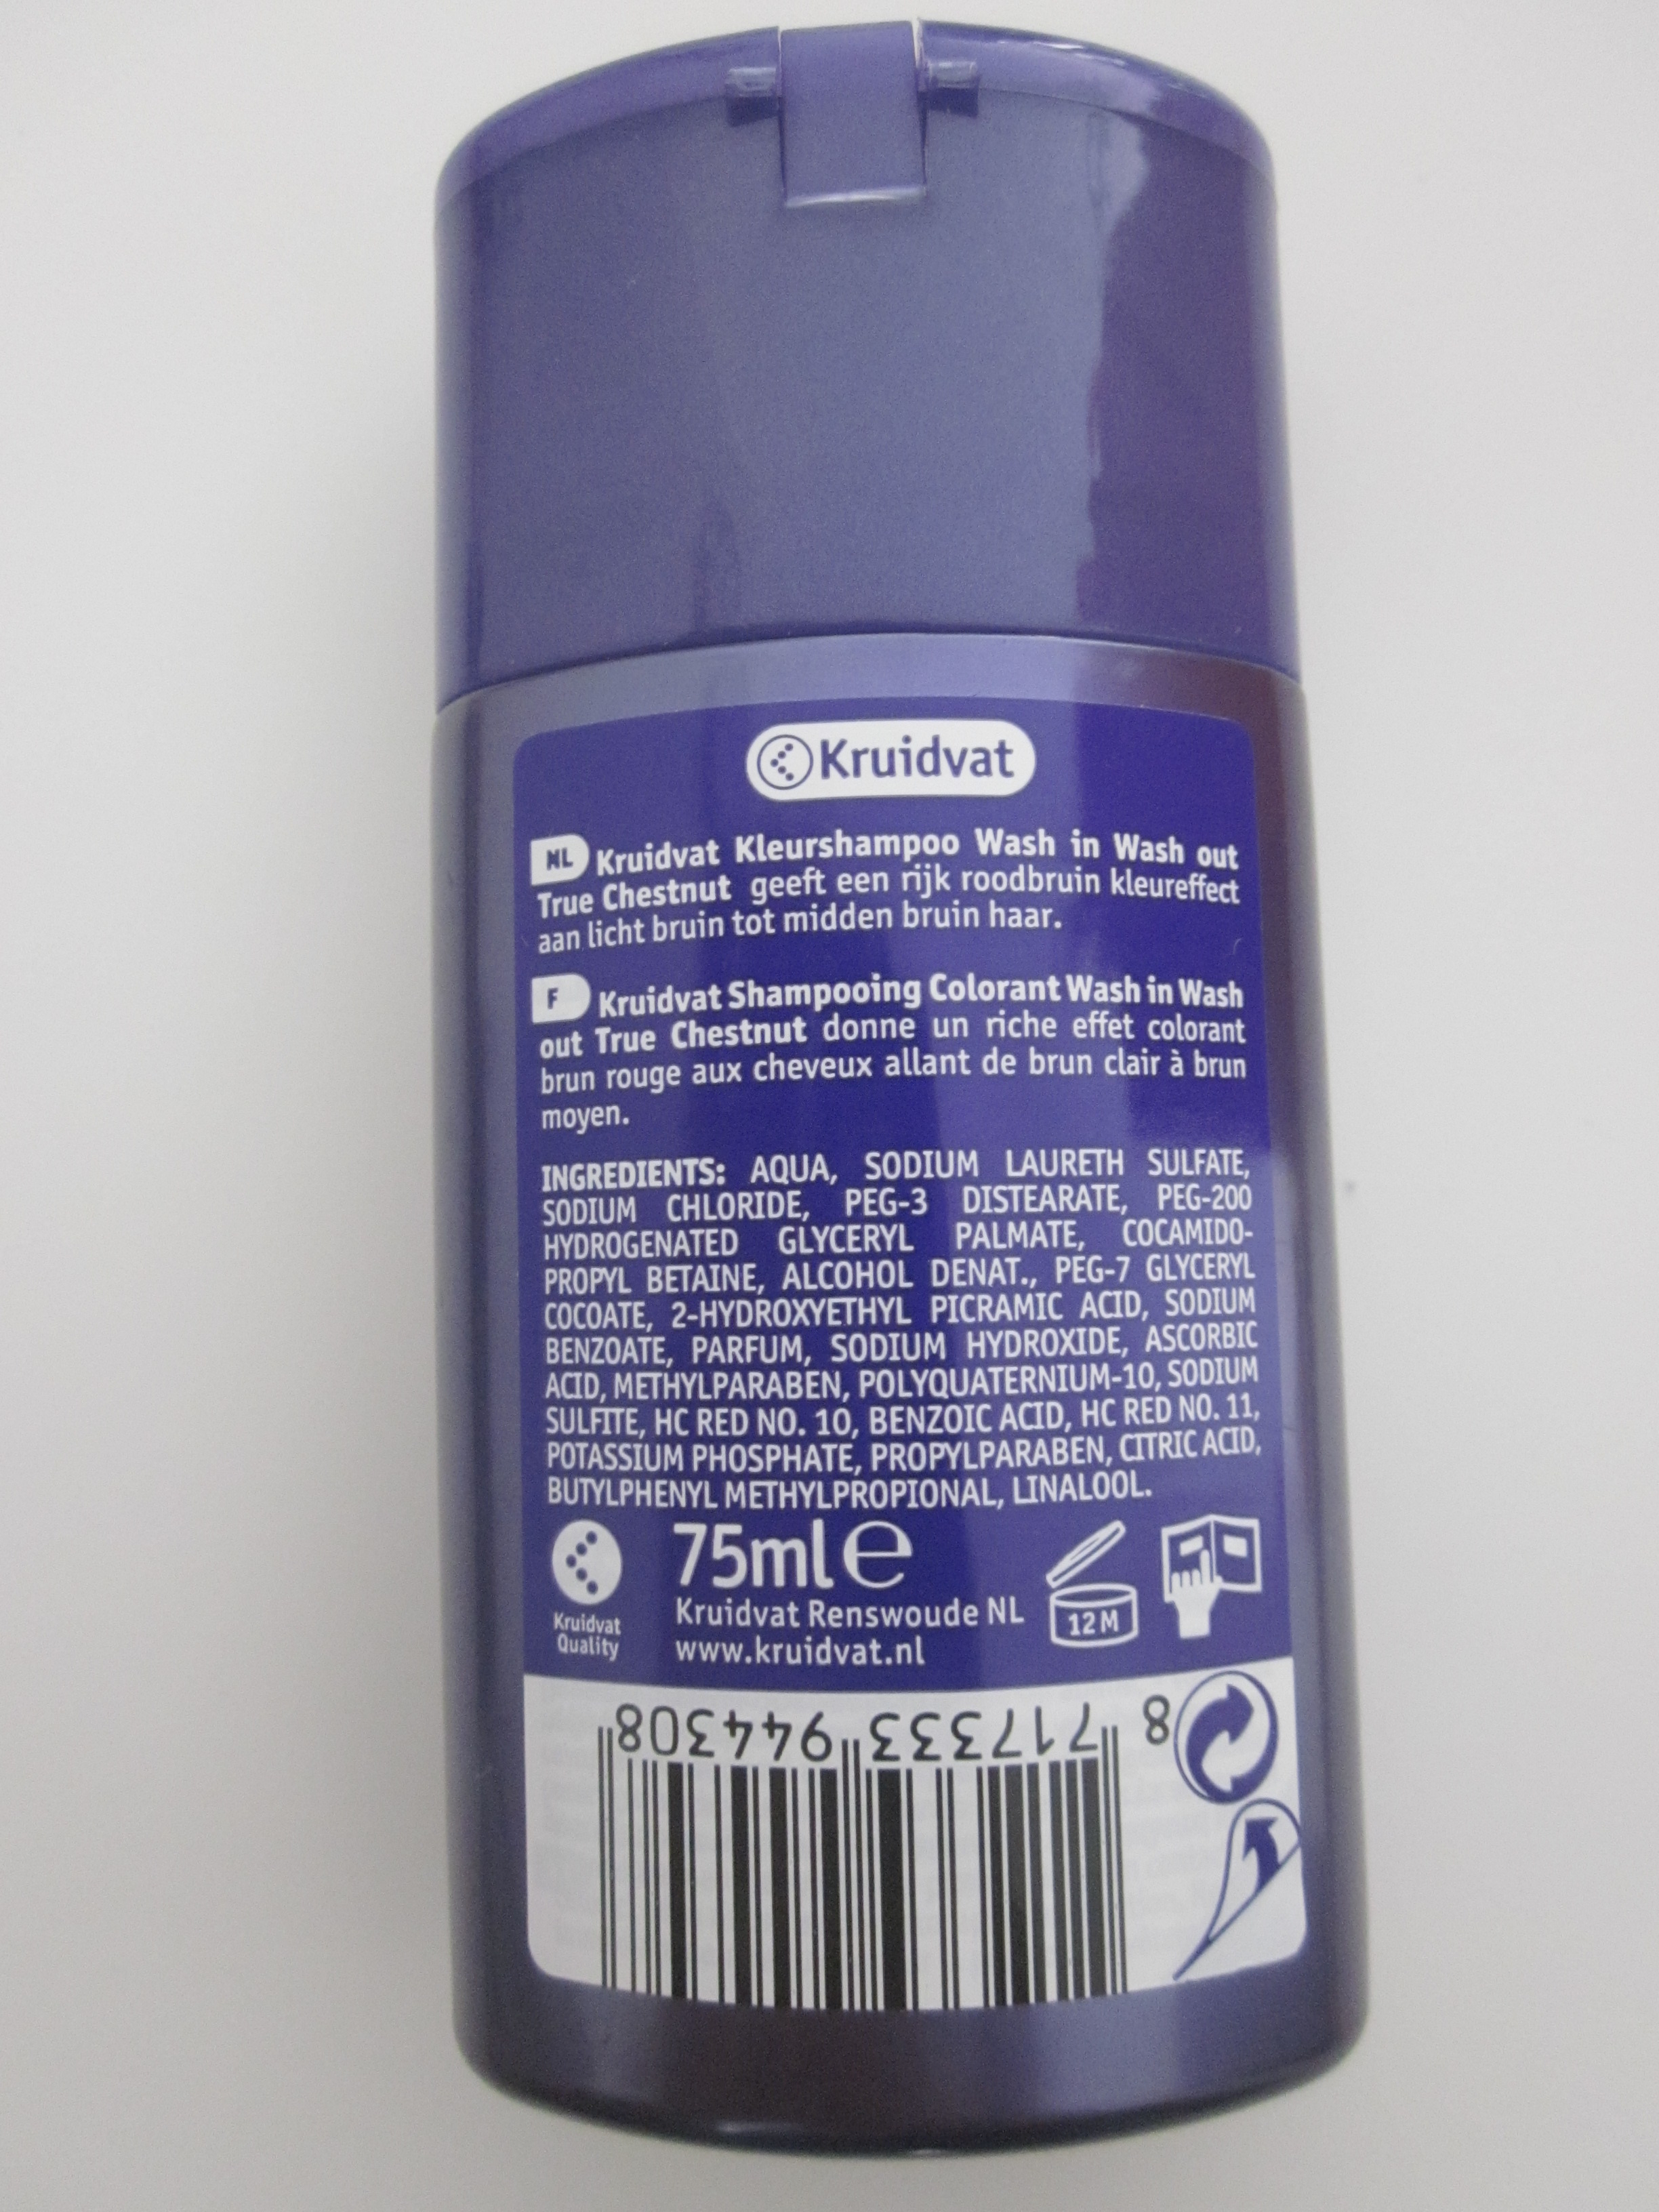 Kruidvat
NL Kruidvat Kleurshampoo Wash in Wash out
True Chestnut geeft een rijk roodbruin kleureffect
aan licht bruin tot midden bruin haar.
F Kruidvat Shampooing Colorant Wash in Wash
out True Chestnut donne un riche effet colorant
brun rouge aux cheveux allant de brun clair à brun
moyen.
INGREDIENTS: AQUA, SODIUM LAURETH SULFATE,
SODIUM CHLORIDE, PEG-3 DISTEARATE, PEG-200
HYDROGENATED GLYCERYL PALMATE, COCAMIDO-
PROPYL BETAINE, ALCOHOL DENAT., PEG-7 GLYCERYL
COCOATE, 2-HYDROXYETHYL PICRAMIC ACID, SODIUM
BENZOATE, PARFUM, SODIUM HYDROXIDE, ASCORBIC
ACID, METHYLPARABEN, POLYQUATERNIUM-10, SODIUM
SULFITE, HC RED NO. 10, BENZOIC ACID, HC RED NO. 11,
POTASSIUM PHOSPHATE, PROPYLPARABEN, CITRIC ACID,
BUTYLPHENYL METHYLPROPIONAL, LINALOOL.
75ml e
Kruidvat Renswoude NL
www.kruidvat.nl
Kruidvat
Quality
12 M
8 717333 944308